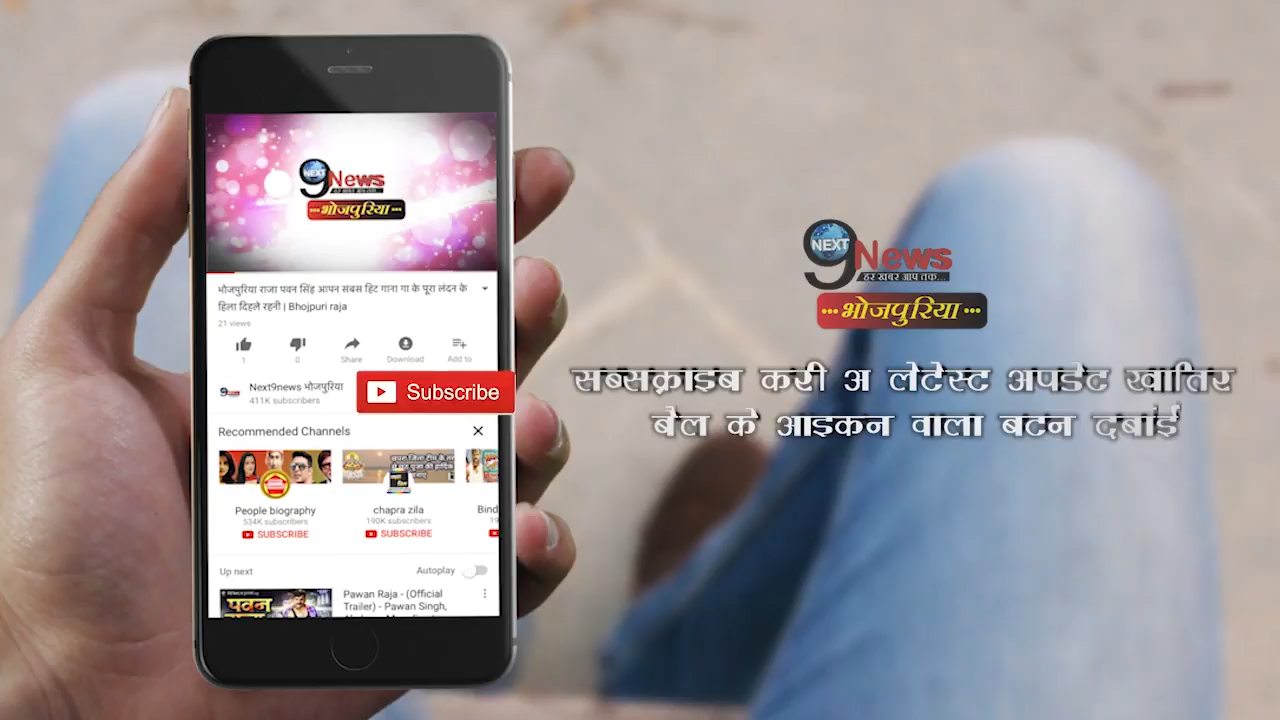 NEXT
9News
हर खबर आप तक...
···भोजपुरिया···
भोजपुरिया राजा पवन सिंह आपन सबस हिट गाना गा के पूरा लंदन के
हिला दिहले रहनी | Bhojpuri raja
21 views
1
0
Share
Download
Add to
Next9news भोजपुरिया
411K subscribers
Subscribe
Recommended Channels
People biography
534K subscribers
SUBSCRIBE
chapra zila
190K subscribers
SUBSCRIBE
Bind
19
Up next
Autoplay
पवन
Pawan Raja - (Official
Trailer) - Pawan Singh,
NEXT
9News
हर खबर आप तक...
···भोजपुरिया···
सब्सक्राइब करी अ लेटेस्ट अपडेट खातिर
बेल के आइकन वाला बटन दबाई